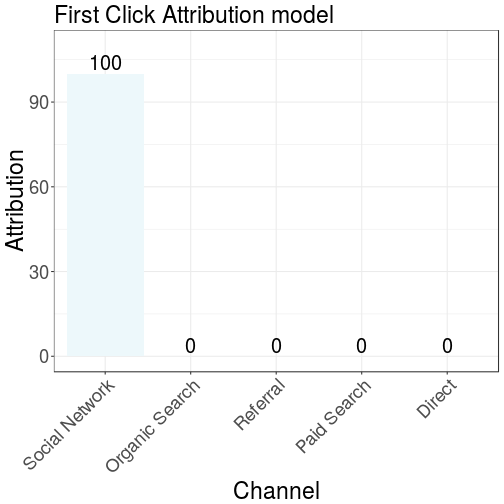 First Click Attribution model
100
90
60
30
0
0
0
0
0
Attribution
Social Network
Organic Search
Referral
Paid Search
Direct
Channel